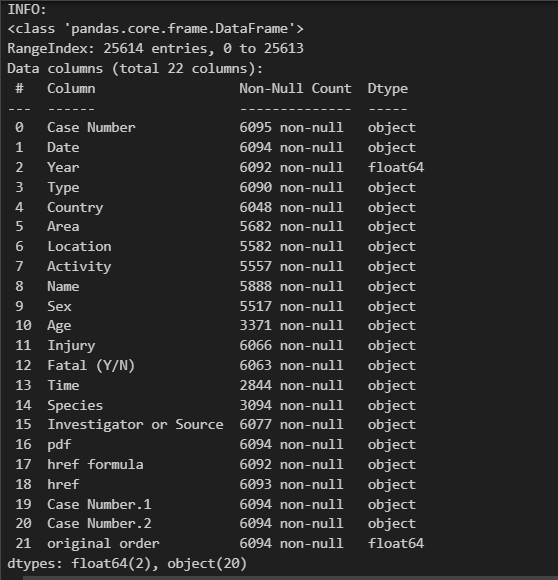 INFO:
<class 'pandas.core.frame.DataFrame'>
RangeIndex: 25614 entries, 0 to 25613
Data columns (total 22 columns):
 #   Column                  Non-Null Count  Dtype
---  ------                  --------------  -----
 0   Case Number             6095 non-null   object
 1   Date                    6094 non-null   object
 2   Year                    6092 non-null   float64
 3   Type                    6090 non-null   object
 4   Country                 6048 non-null   object
 5   Area                    5682 non-null   object
 6   Location                5582 non-null   object
 7   Activity                5557 non-null   object
 8   Name                    5888 non-null   object
 9   Sex                     5517 non-null   object
 10  Age                     3371 non-null   object
 11  Injury                  6066 non-null   object
 12  Fatal (Y/N)             6063 non-null   object
 13  Time                    2844 non-null   object
 14  Species                 3094 non-null   object
 15  Investigator or Source  6077 non-null   object
 16  pdf                     6094 non-null   object
 17  href formula            6092 non-null   object
 18  href                    6093 non-null   object
 19  Case Number.1           6094 non-null   object
 20  Case Number.2           6094 non-null   object
 21  original order          6094 non-null   float64
dtypes: float64(2), object(20)